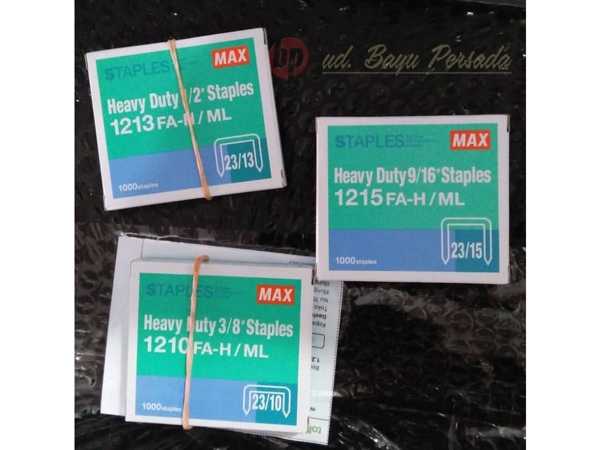 ud. Bayu Persada
STAPLES MAX
Heavy Duty 1/2" Staples
1213 FA-H / ML
23/13
1000 staples
STAPLES MAX
Heavy Duty 9/16" Staples
1215 FA-H / ML
23/15
1000 staples
STAPLES MAX
Heavy Duty 3/8" Staples
1210 FA-H / ML
23/10
1000 staples